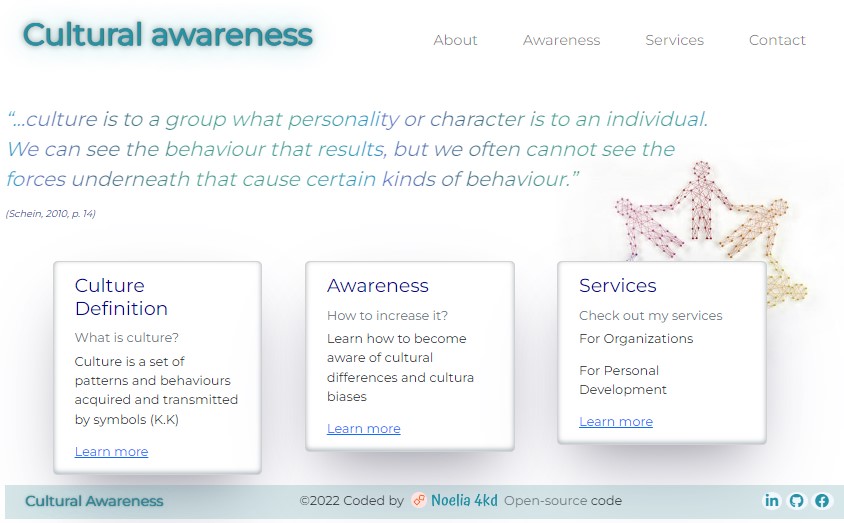 Cultural awareness
About Awareness Services Contact
“...culture is to a group what personality or character is to an individual.
We can see the behaviour that results, but we often cannot see the
forces underneath that cause certain kinds of behaviour.”
(Schein, 2010, p. 14)
Culture
Definition
What is culture?
Culture is a set of
patterns and behaviours
acquired and transmitted
by symbols (K.K)
Learn more
Awareness
How to increase it?
Learn how to become
aware of cultural
differences and cultura
biases
Learn more
Services
Check out my services
For Organizations
For Personal
Development
Learn more
Cultural Awareness
©2022 Coded by Noelia 4kd Open-source code